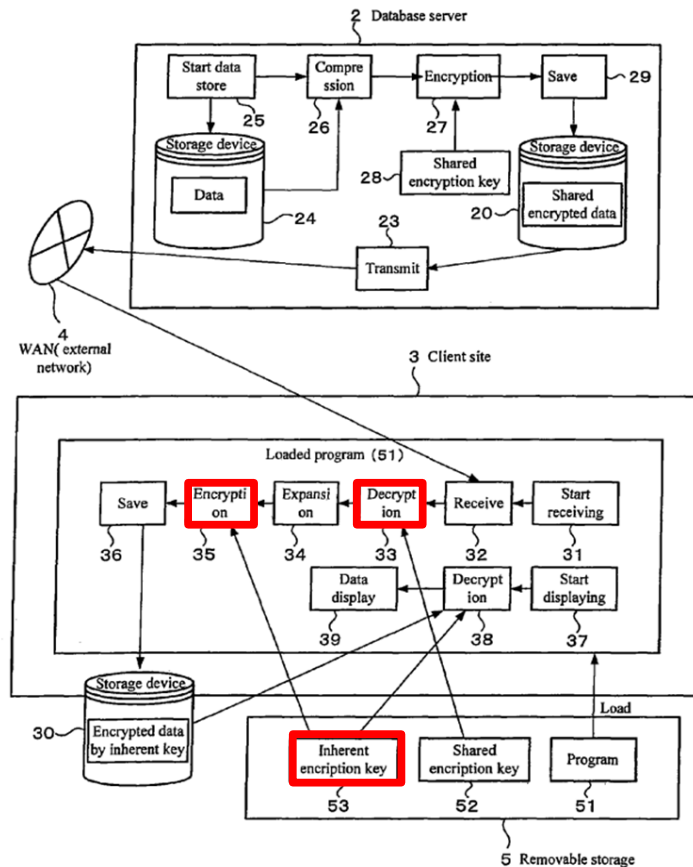 2 Database server
Start data
store
25
Compre
ssion
26
Encryption
27
Save
29
Storage device
Data
24
28
Shared
encryption key
Storage device
20
Shared
encrypted data
23
Transmit
4
WAN( external
network)
3 Client site
Loaded program (51)
Save
36
Encrypti
on
35
Expansi
on
34
Decrypt
ion
33
Receive
32
Start
receiving
31
Data
display
39
Decrypt
ion
38
Start
displaying
37
Storage device
30
Encrypted data
by inherent key
Load
Inherent
encription key
53
Shared
encription key
52
Program
51
5 Removable storage